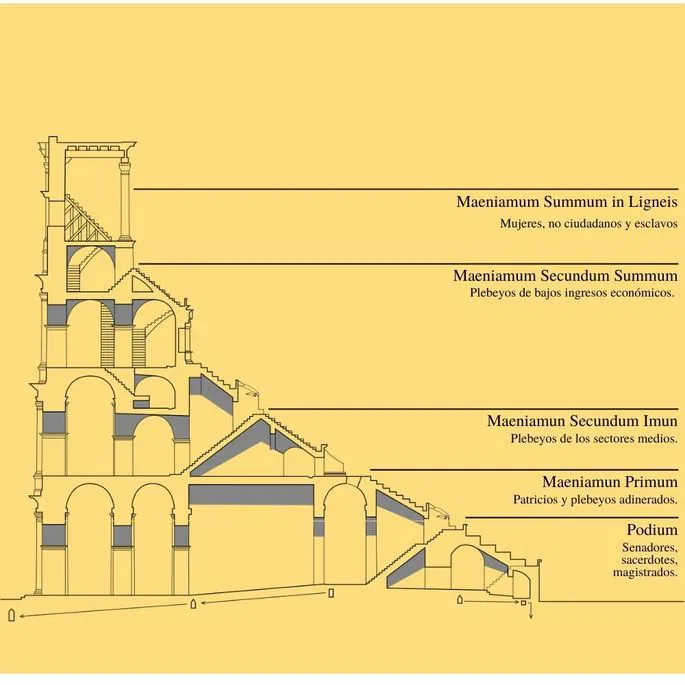 Maeniamum Summum in Ligneis
Mujeres, no ciudadanos y esclavos
Maeniamum Secundum Summum
Plebeyos de bajos ingresos económicos.
Maeniamun Secundum Imun
Plebeyos de los sectores medios.
Maeniamun Primum
Patricios y plebeyos adinerados.
Podium
Senadores,
sacerdotes,
magistrados.